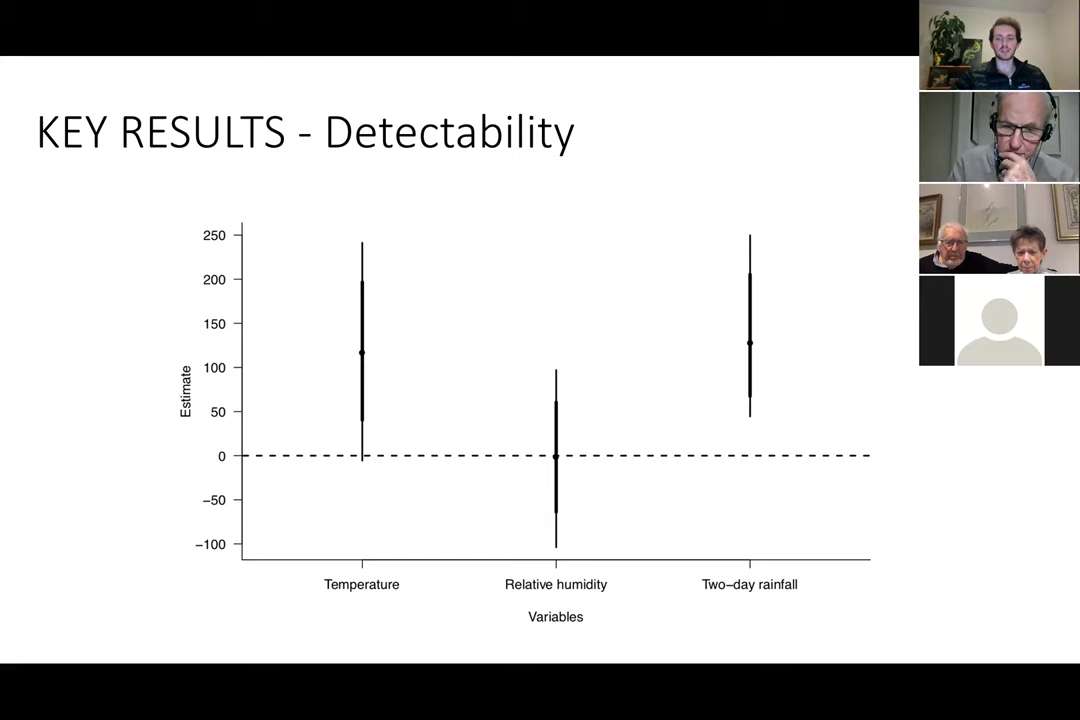 KEY RESULTS - Detectability
250
200
150
100
50
0
−50
−100
Estimate
Temperature
Relative humidity
Two−day rainfall
Variables